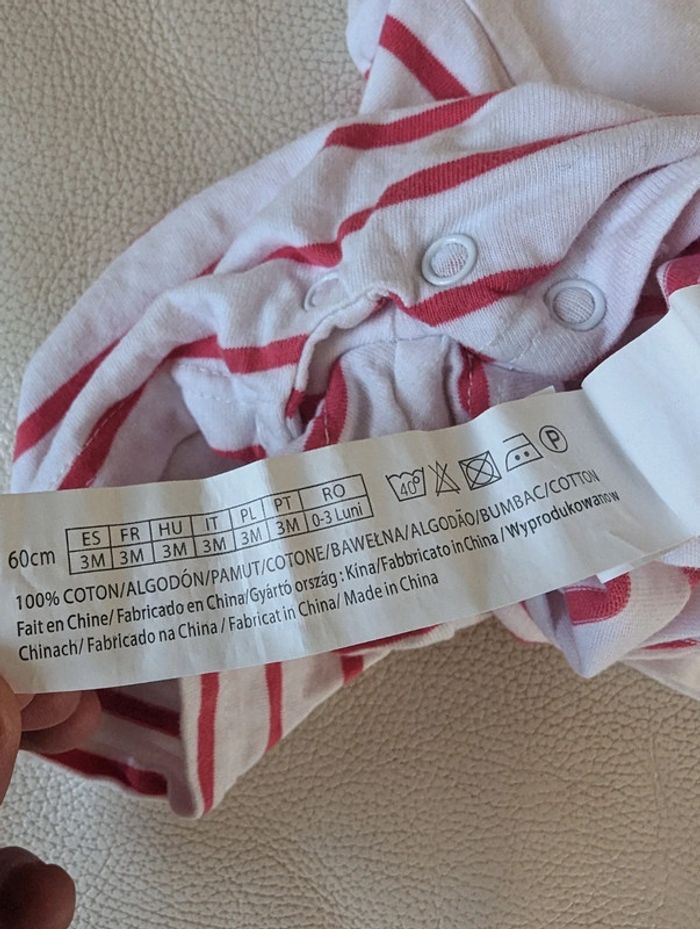 60cm
ES FR HU IT PL PT RO
3M 3M 3M 3M 3M 3M 0-3 Luni
40° P
100% COTON/ALGODÓN/PAMUT/COTONE/BAWEŁNA/ALGODÃO/BUMBAC/COTTON
Fait en Chine/ Fabricado en China/Gyártó ország : Kína/Fabbricato in China / Wyprodukowanow
Chinach/ Fabricado na China / Fabricat in China/ Made in China